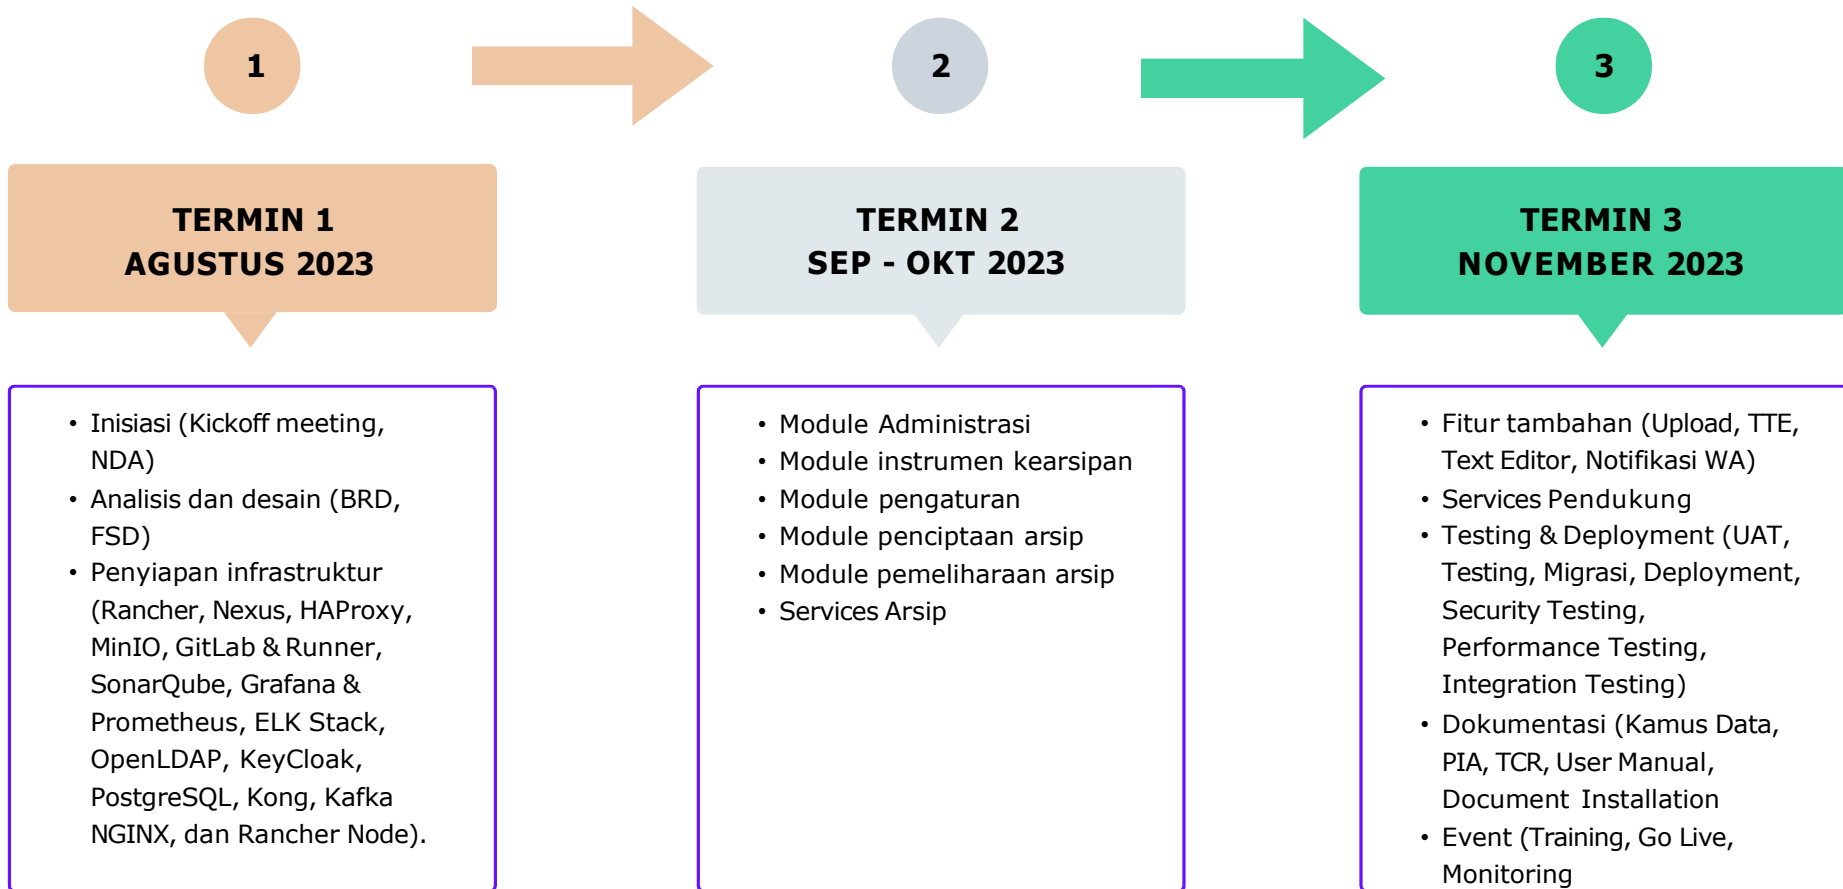 1
2
3
TERMIN 1
AGUSTUS 2023
TERMIN 2
SEP - OKT 2023
TERMIN 3
NOVEMBER 2023
• Inisiasi (Kickoff meeting,
NDA)
• Analisis dan desain (BRD,
FSD)
• Penyiapan infrastruktur
(Rancher, Nexus, HAProxy,
MinIO, GitLab & Runner,
SonarQube, Grafana &
Prometheus, ELK Stack,
OpenLDAP, KeyCloak,
PostgreSQL, Kong, Kafka
NGINX, dan Rancher Node).
• Module Administrasi
• Module instrumen kearsipan
• Module pengaturan
• Module penciptaan arsip
• Module pemeliharaan arsip
• Services Arsip
• Fitur tambahan (Upload, TTE,
Text Editor, Notifikasi WA)
• Services Pendukung
• Testing & Deployment (UAT,
Testing, Migrasi, Deployment,
Security Testing,
Performance Testing,
Integration Testing)
• Dokumentasi (Kamus Data,
PIA, TCR, User Manual,
Document Installation
• Event (Training, Go Live,
Monitoring